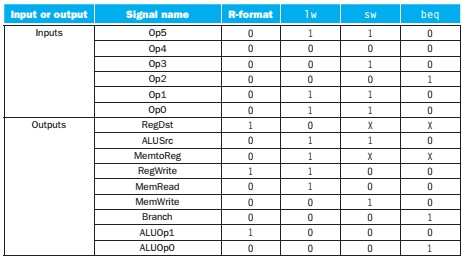 Input or output Signal name R-format lw sw beq
Inputs Op5 0 1 1 0
Op4 0 0 0 0
Op3 0 0 1 0
Op2 0 0 0 1
Op1 0 1 1 0
Op0 0 1 1 0
Outputs RegDst 1 0 X X
ALUSrc 0 1 1 0
MemtoReg 0 1 X X
RegWrite 1 1 0 0
MemRead 0 1 0 0
MemWrite 0 0 1 0
Branch 0 0 0 1
ALUOp1 1 0 0 0
ALUOp0 0 0 0 1